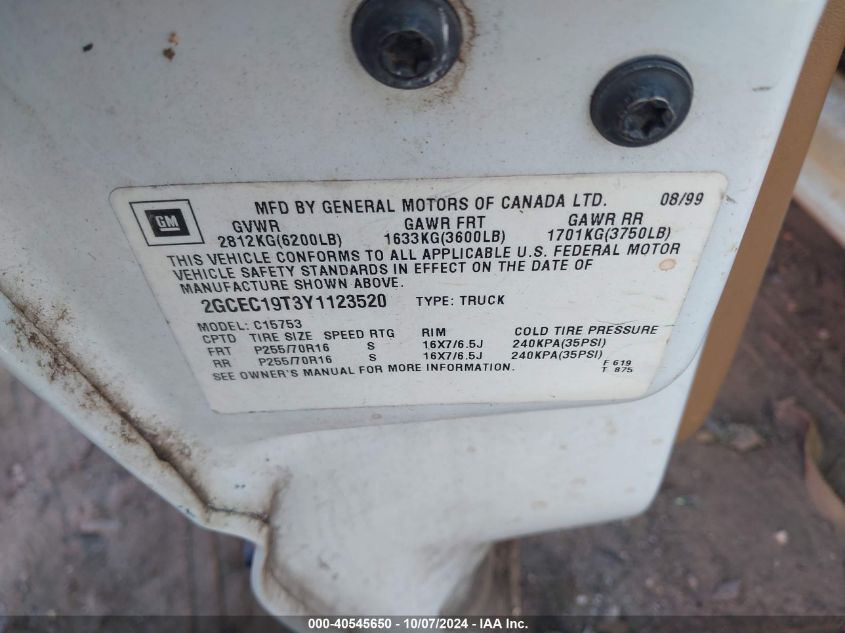 MFD BY GENERAL MOTORS OF CANADA LTD. 08/99
GM
GVWR GAWR FRT GAWR RR
2812KG(6200LB) 1633KG(3600LB) 1701KG(3750LB)
THIS VEHICLE CONFORMS TO ALL APPLICABLE U.S. FEDERAL MOTOR
VEHICLE SAFETY STANDARDS IN EFFECT ON THE DATE OF
MANUFACTURE SHOWN ABOVE.
2GCEC19T3Y1123520 TYPE: TRUCK
MODEL: C15753
CPTD TIRE SIZE SPEED RTG RIM COLD TIRE PRESSURE
FRT P255/70R16 S 16X7/6.5J 240KPA(35PSI)
RR P255/70R16 S 16X7/6.5J 240KPA(35PSI)
SEE OWNER'S MANUAL FOR MORE INFORMATION.
F 619
T 875
000-40545650 - 10/07/2024 - IAA Inc.